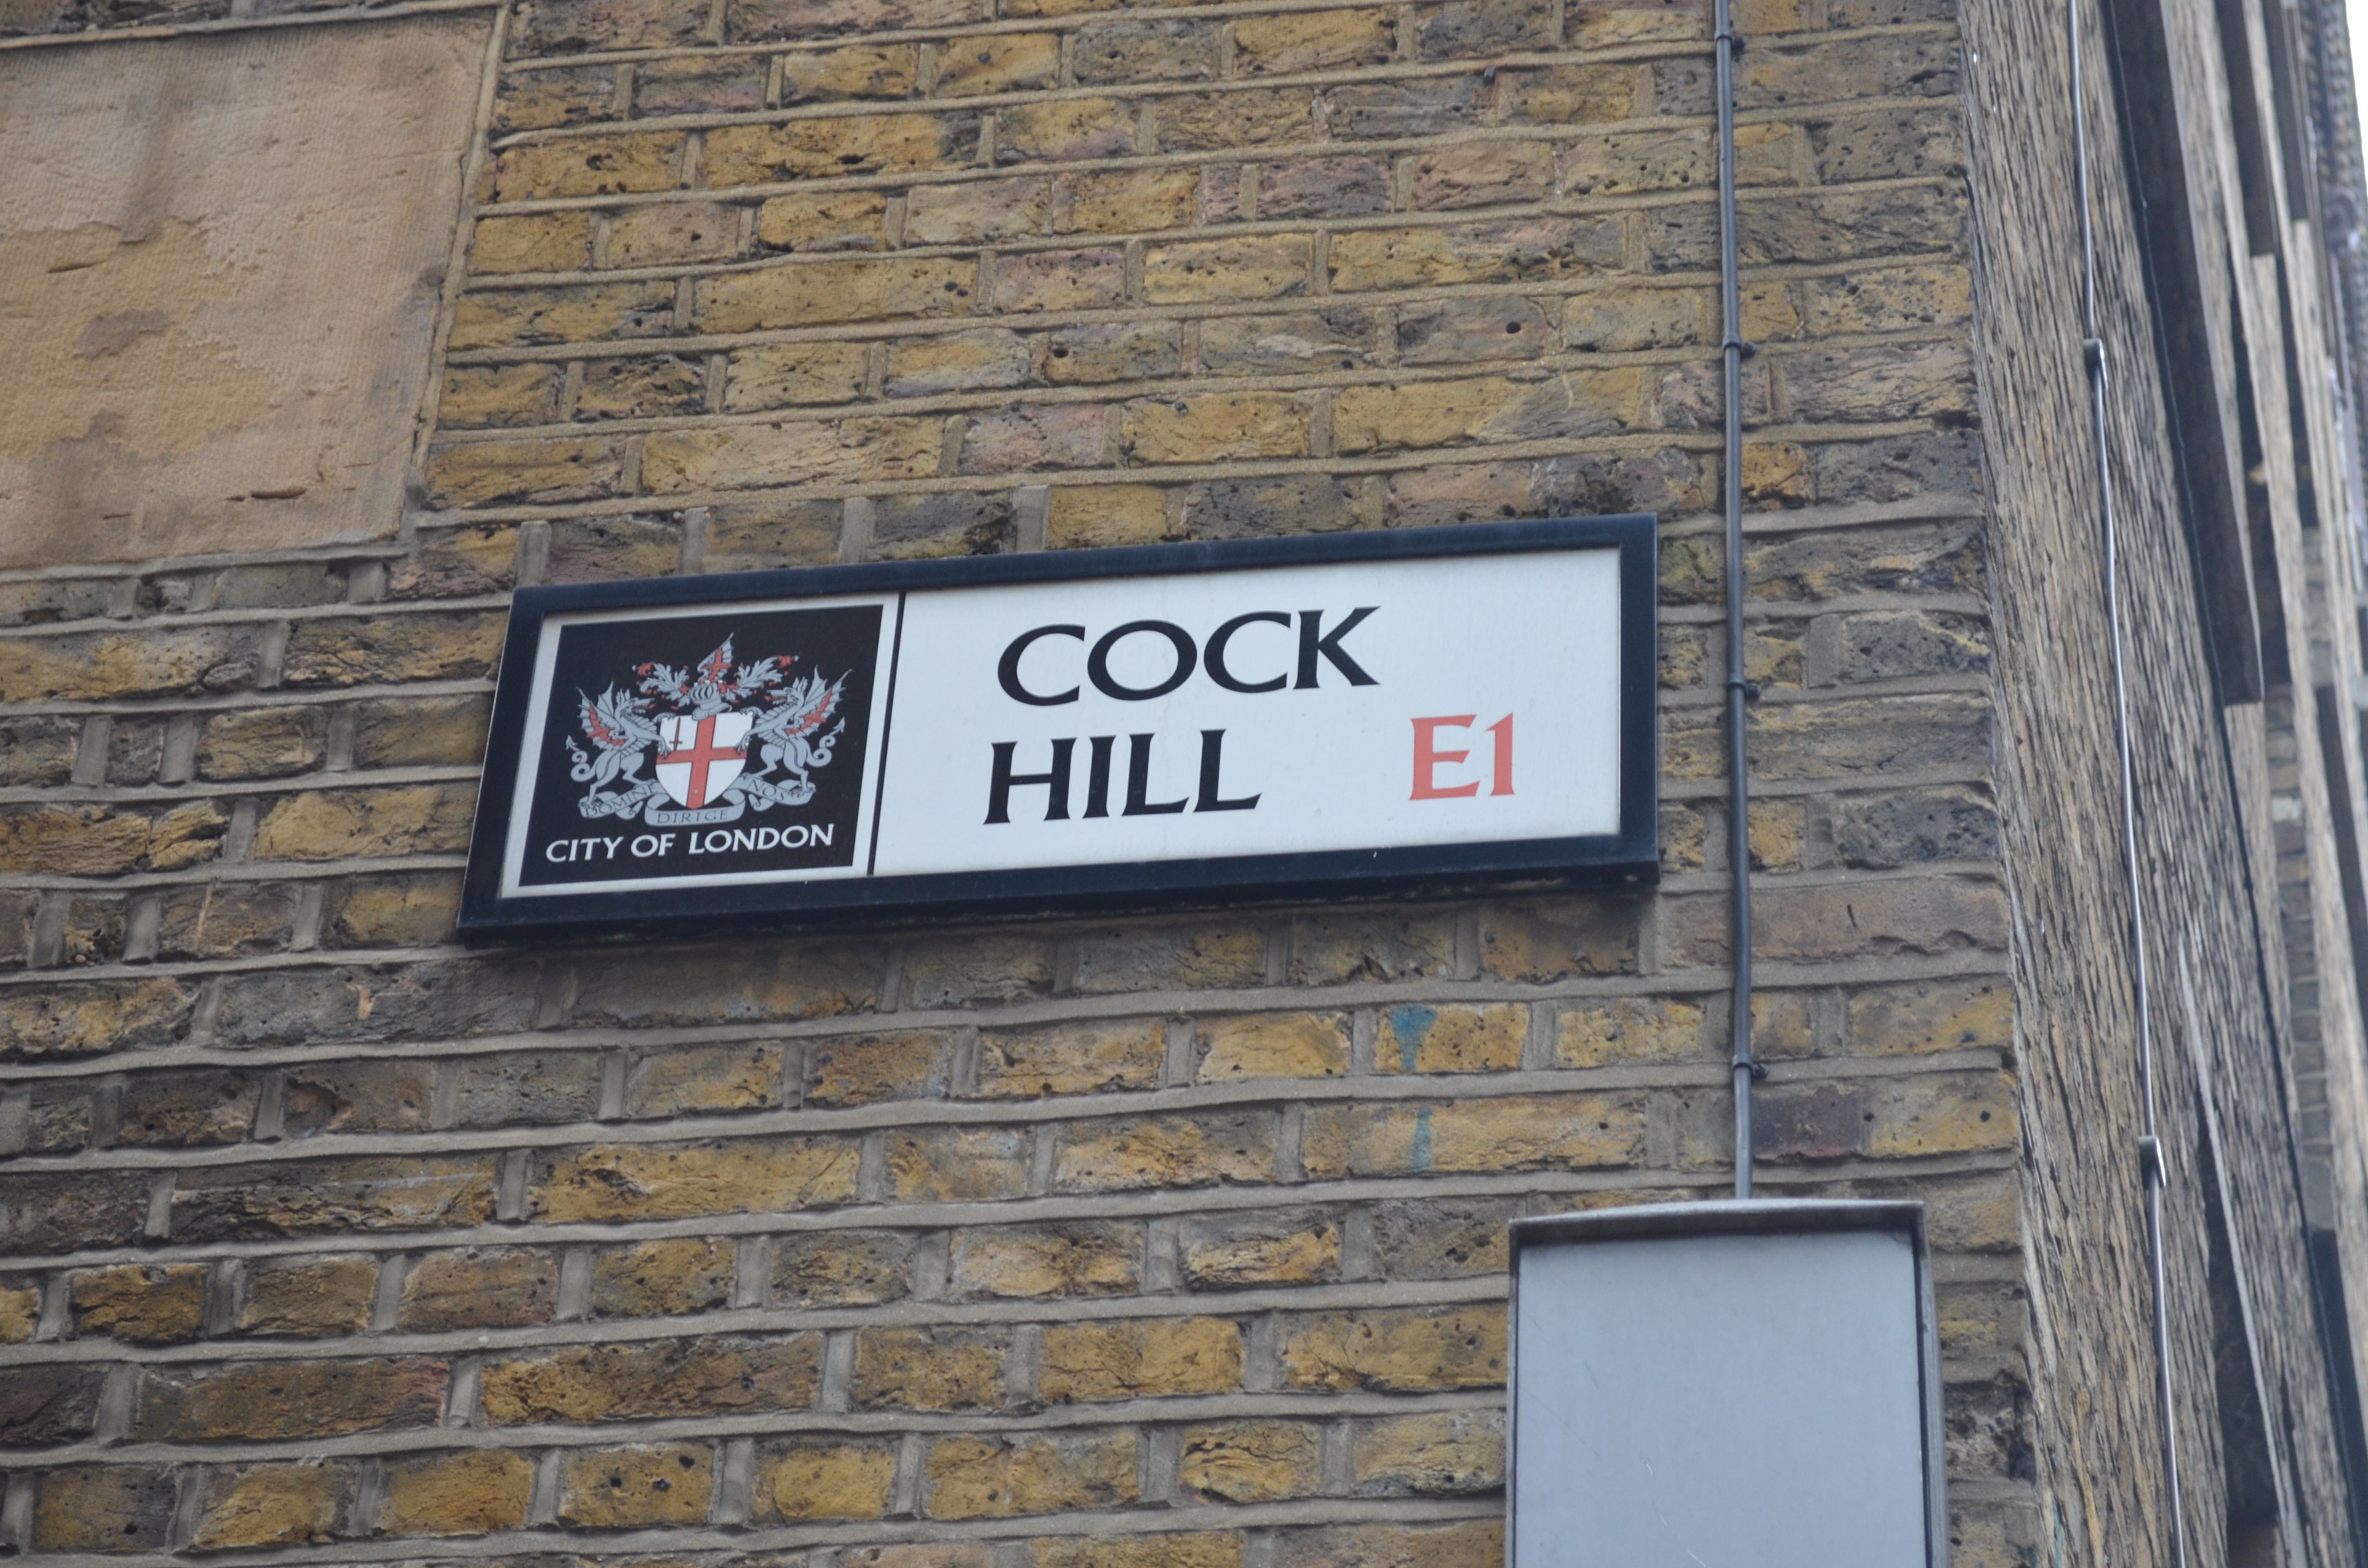 DOMINE DIRIGE NOS
CITY OF LONDON
COCK
HILL E1